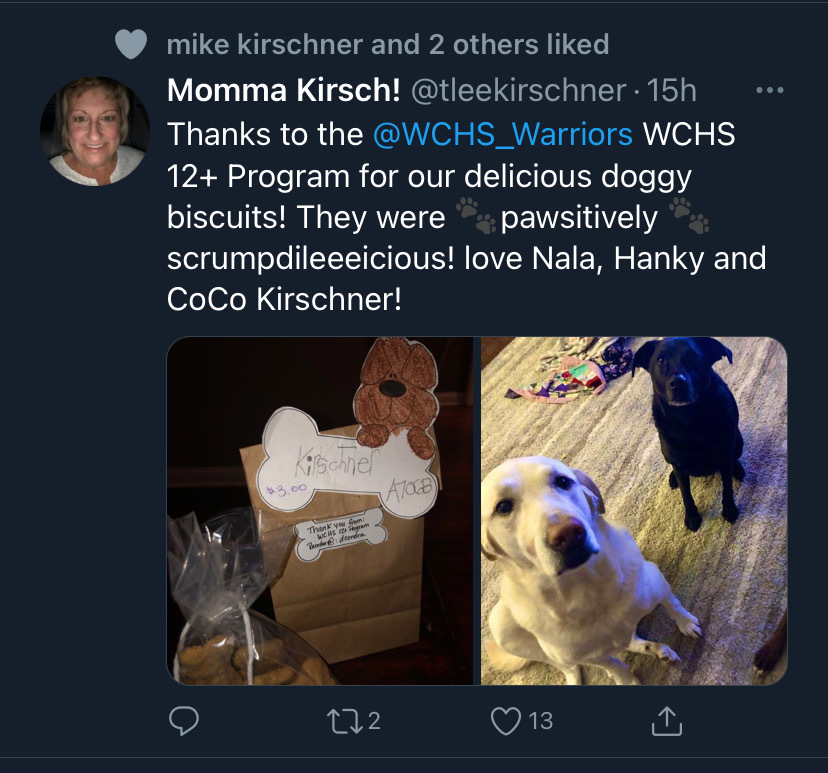 mike kirschner and 2 others liked
Momma Kirsch! @tleekirschner · 15h
Thanks to the @WCHS_Warriors WCHS
12+ Program for our delicious doggy
biscuits! They were 🐾 pawsitively 🐾
scrumpdileeeicious! love Nala, Hanky and
CoCo Kirschner!
Kirschner
$3.00
Thank you from:
WCHS 12+ Program
2
13